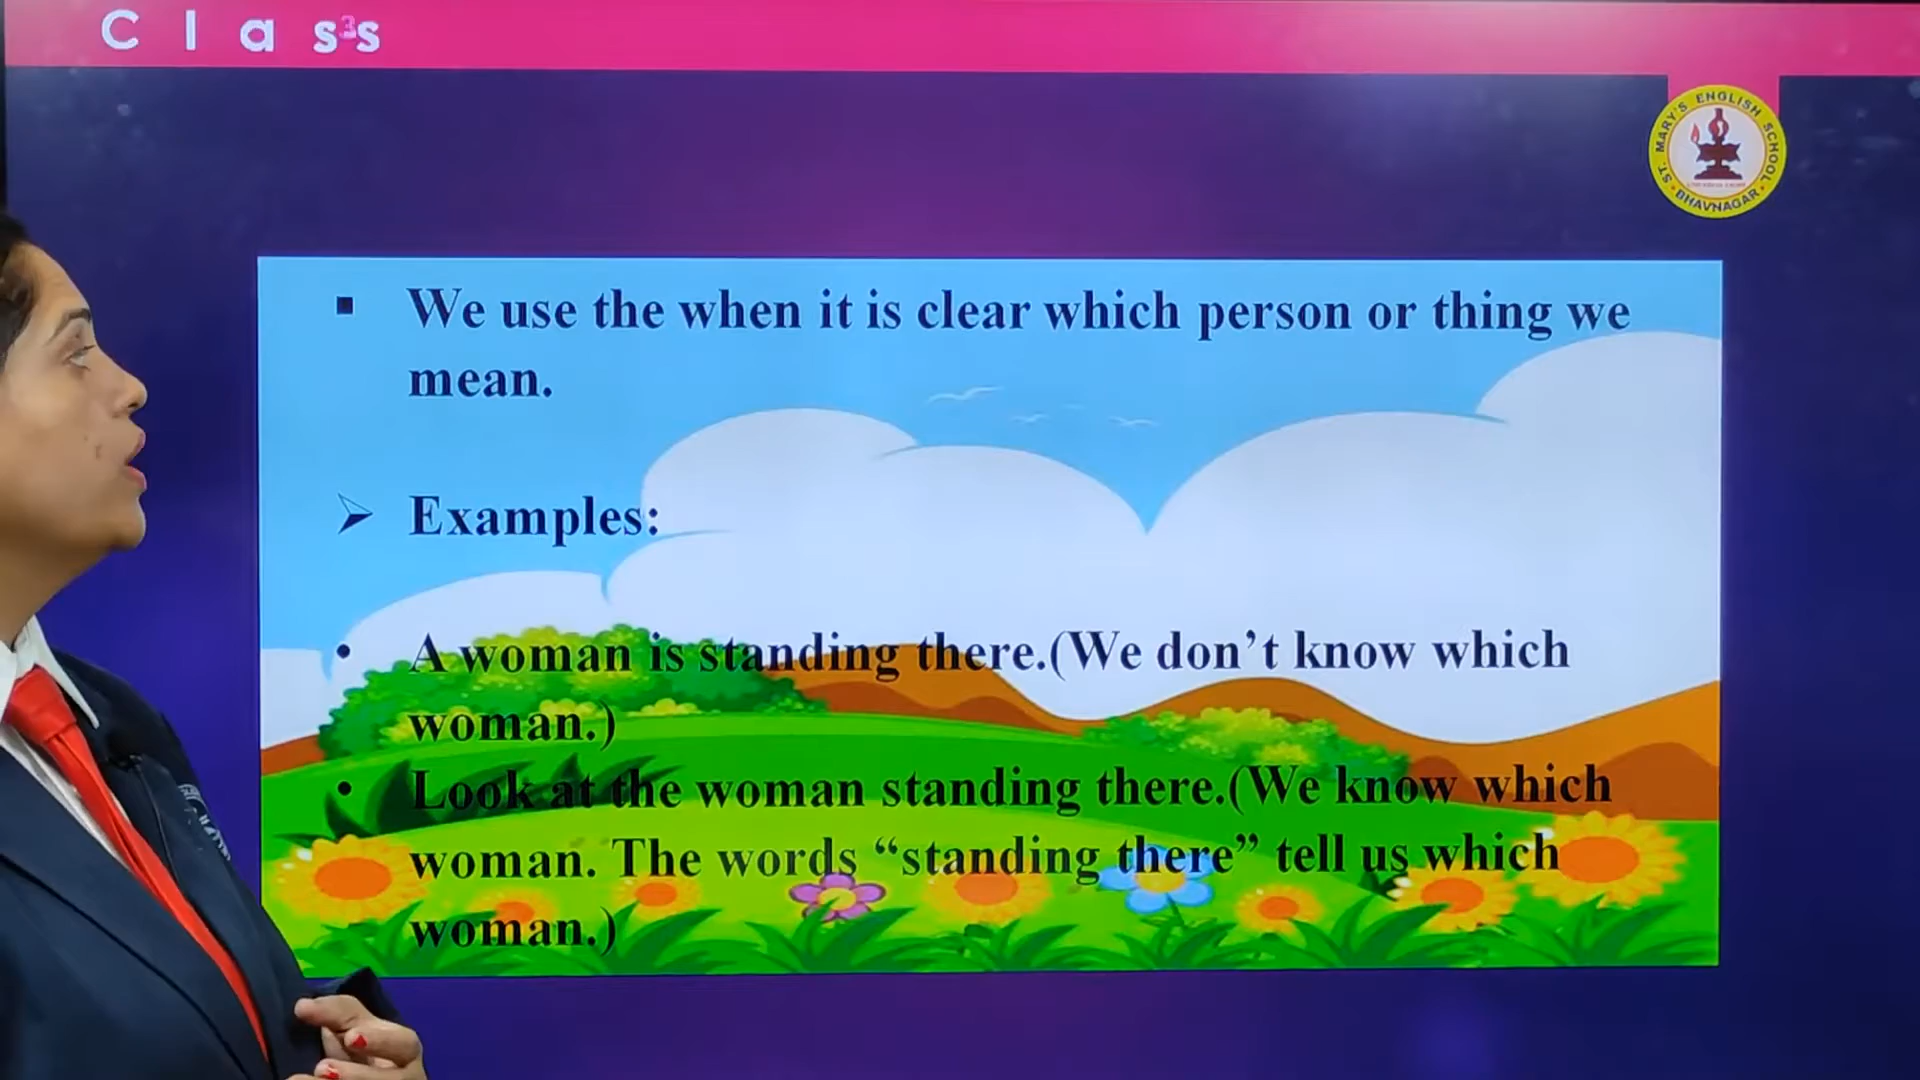 C l a s³s
ST. MARY'S ENGLISH SCHOOL
BHAVNAGAR
▪ We use the when it is clear which person or thing we
mean.
➢ Examples:
• A woman is standing there.(We don’t know which
woman.)
• Look at the woman standing there.(We know which
woman. The words “standing there” tell us which
woman.)